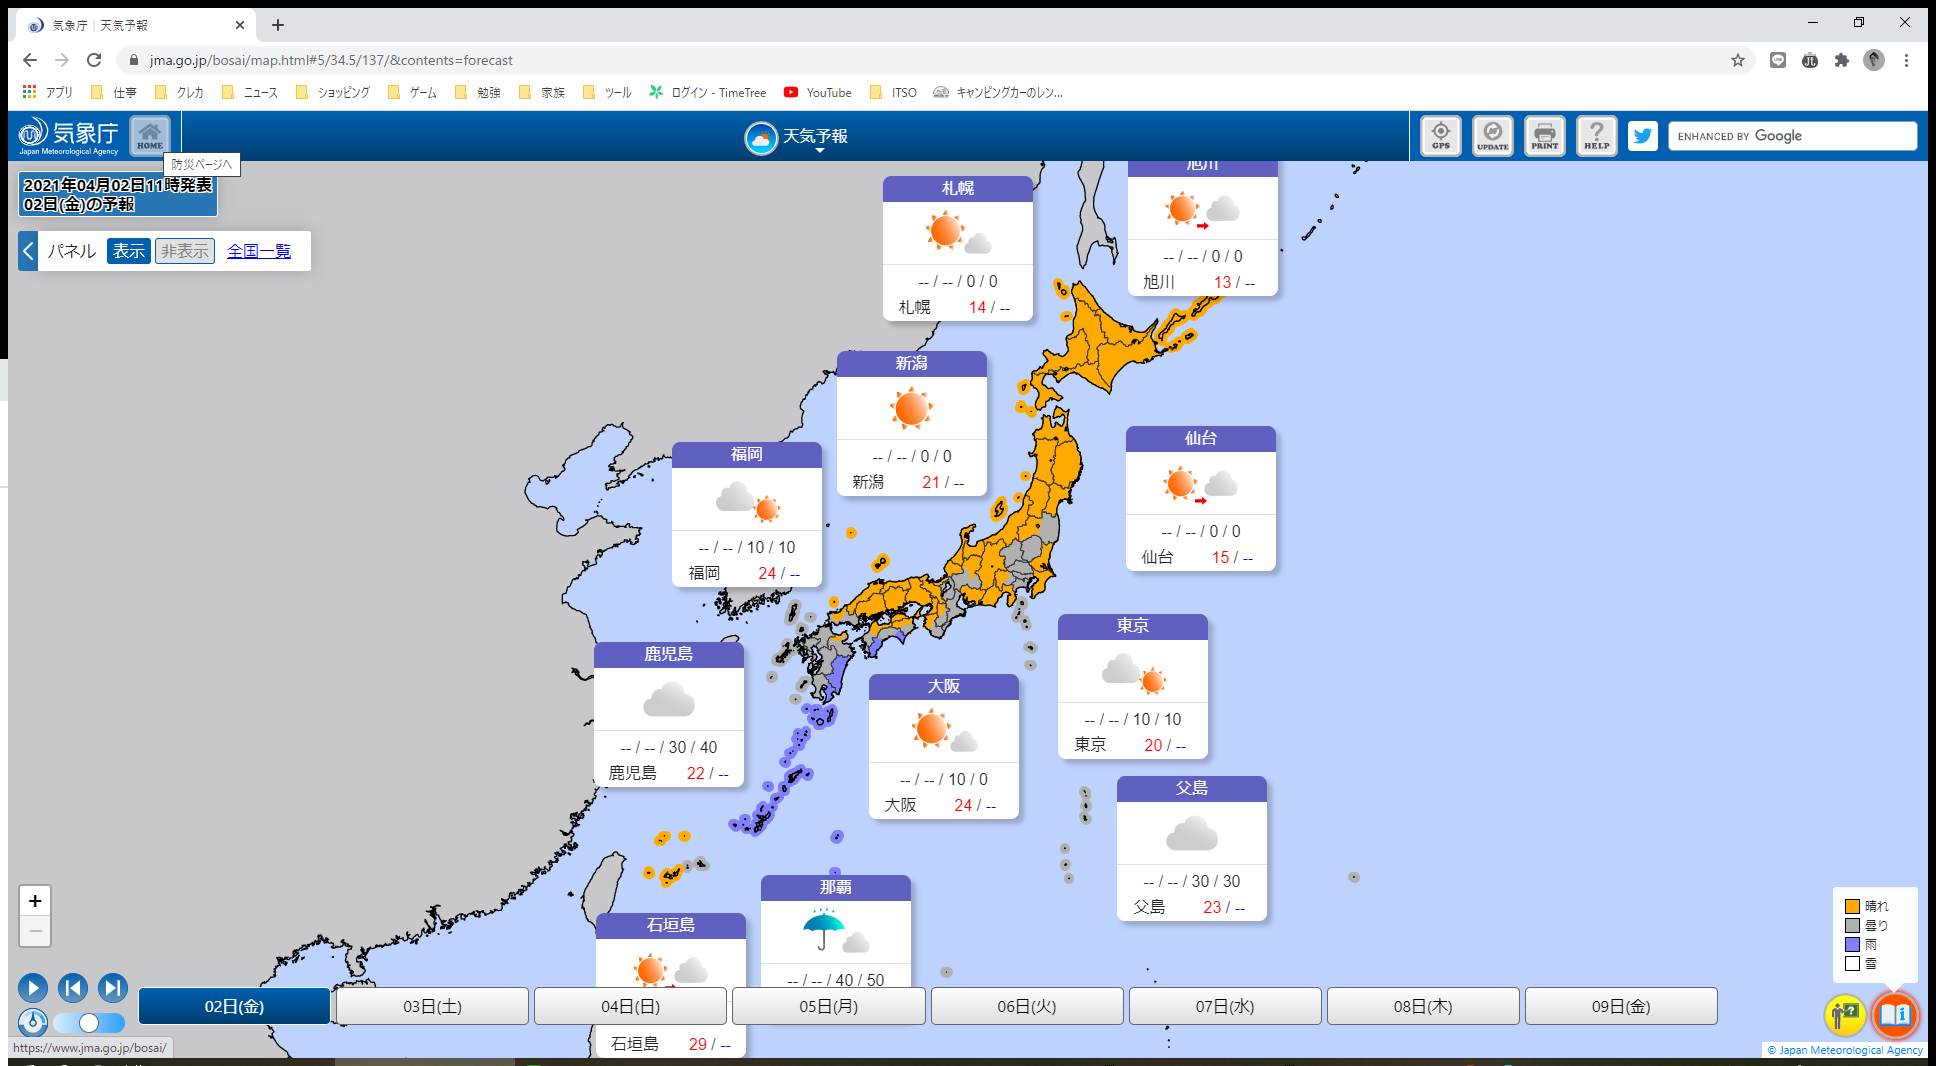 気象庁 | 天気予報
jma.go.jp/bosai/map.html#5/34.5/137/&contents=forecast
アプリ 仕事 クレカ ニュース ショッピング ゲーム 勉強 家族 ツール ログイン - TimeTree YouTube ITSO キャンピングカーのレン...
気象庁
Japan Meteorological Agency
HOME
天気予報
GPS UPDATE PRINT HELP
ENHANCED BY Google
防災ページへ
2021年04月02日11時発表
02日(金)の予報
パネル 表示 非表示 全国一覧
旭川
-- / -- / 0 / 0
旭川 13 / --
札幌
-- / -- / 0 / 0
札幌 14 / --
新潟
-- / -- / 0 / 0
新潟 21 / --
仙台
-- / -- / 0 / 0
仙台 15 / --
福岡
-- / -- / 10 / 10
福岡 24 / --
東京
-- / -- / 10 / 10
東京 20 / --
鹿児島
-- / -- / 30 / 40
鹿児島 22 / --
大阪
-- / -- / 10 / 0
大阪 24 / --
父島
-- / -- / 30 / 30
父島 23 / --
那覇
-- / -- / 40 / 50
石垣島
石垣島 29 / --
+
−
晴れ
曇り
雨
雪
02日(金) 03日(土) 04日(日) 05日(月) 06日(火) 07日(水) 08日(木) 09日(金)
https://www.jma.go.jp/bosai/
© Japan Meteorological Agency